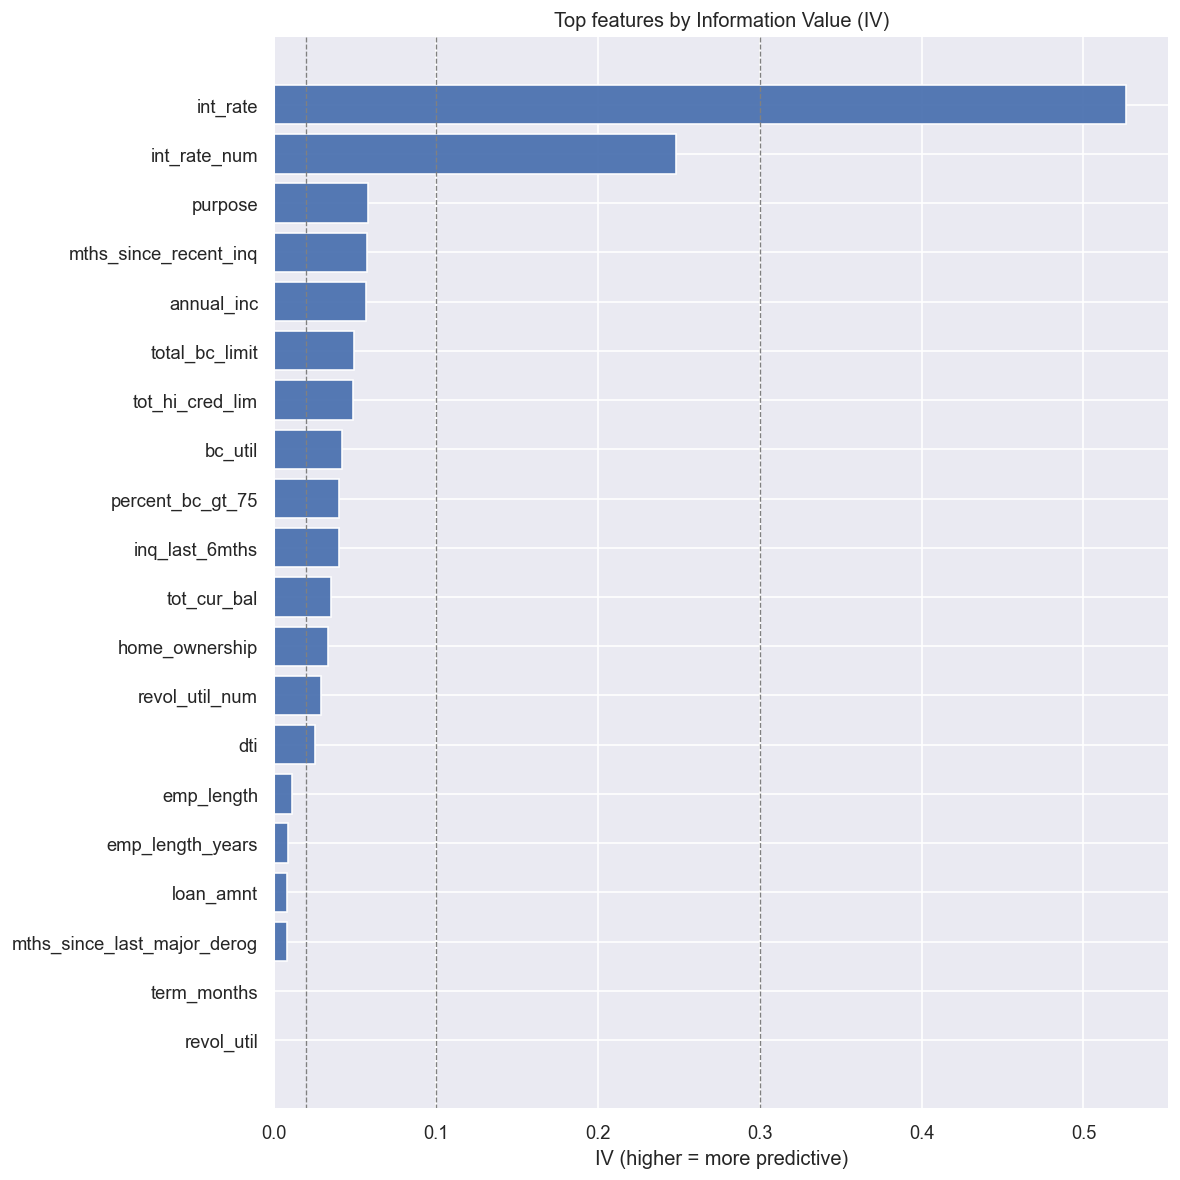 Top features by Information Value (IV)
int_rate
int_rate_num
purpose
mths_since_recent_inq
annual_inc
total_bc_limit
tot_hi_cred_lim
bc_util
percent_bc_gt_75
inq_last_6mths
tot_cur_bal
home_ownership
revol_util_num
dti
emp_length
emp_length_years
loan_amnt
mths_since_last_major_derog
term_months
revol_util
0.0 0.1 0.2 0.3 0.4 0.5
IV (higher = more predictive)